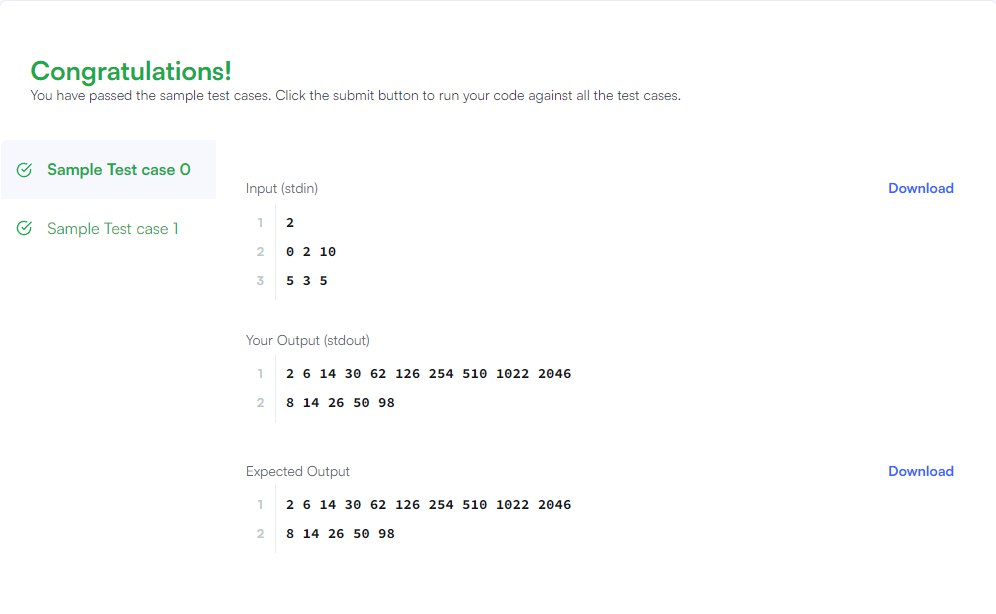 Congratulations!
You have passed the sample test cases. Click the submit button to run your code against all the test cases.
Sample Test case 0
Sample Test case 1
Input (stdin)
Download
1 2
2 0 2 10
3 5 3 5
Your Output (stdout)
1 2 6 14 30 62 126 254 510 1022 2046
2 8 14 26 50 98
Expected Output
Download
1 2 6 14 30 62 126 254 510 1022 2046
2 8 14 26 50 98